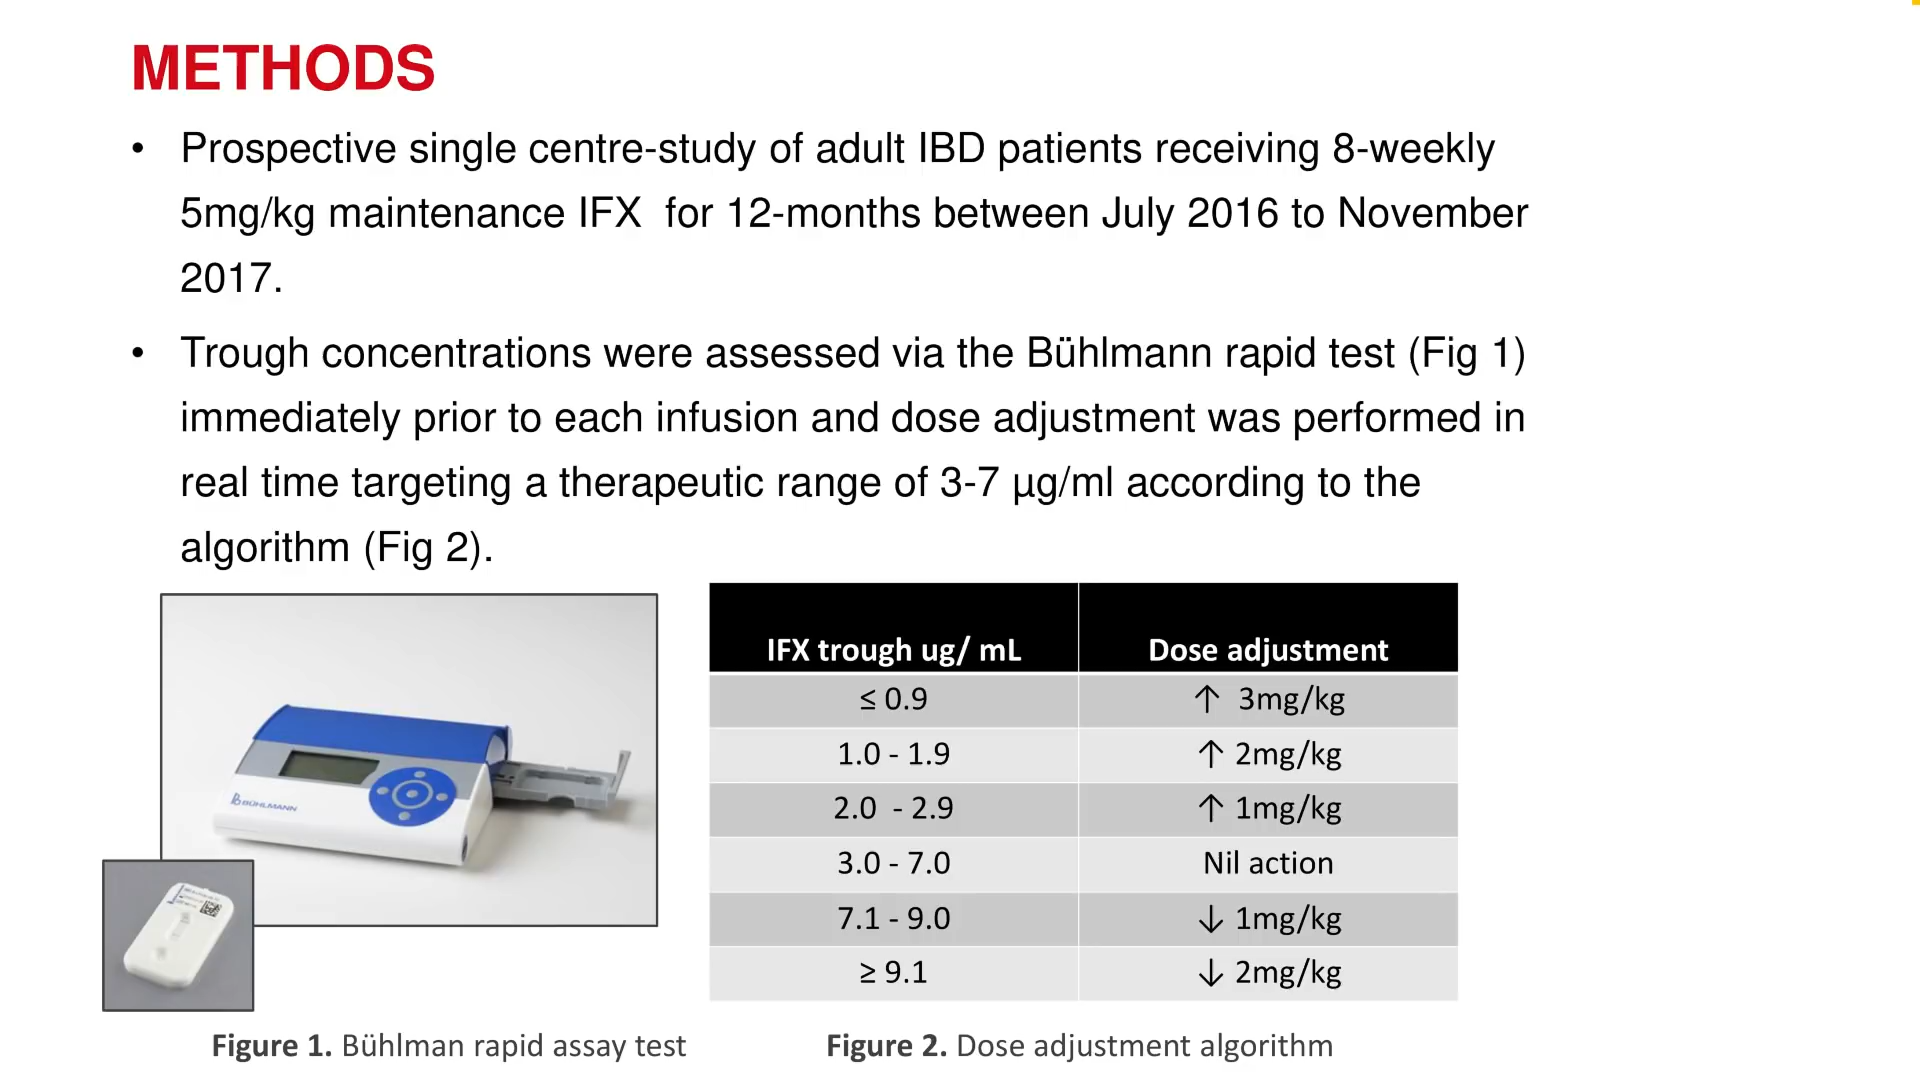 METHODS
• Prospective single centre-study of adult IBD patients receiving 8-weekly
5mg/kg maintenance IFX  for 12-months between July 2016 to November
2017.
• Trough concentrations were assessed via the Bühlmann rapid test (Fig 1)
immediately prior to each infusion and dose adjustment was performed in
real time targeting a therapeutic range of 3-7 µg/ml according to the
algorithm (Fig 2).
BÜHLMANN
IFX trough ug/ mL Dose adjustment
≤ 0.9 ↑ 3mg/kg
1.0 - 1.9 ↑ 2mg/kg
2.0  - 2.9 ↑ 1mg/kg
3.0 - 7.0 Nil action
7.1 - 9.0 ↓ 1mg/kg
≥ 9.1 ↓ 2mg/kg
Figure 1. Bühlman rapid assay test
Figure 2. Dose adjustment algorithm